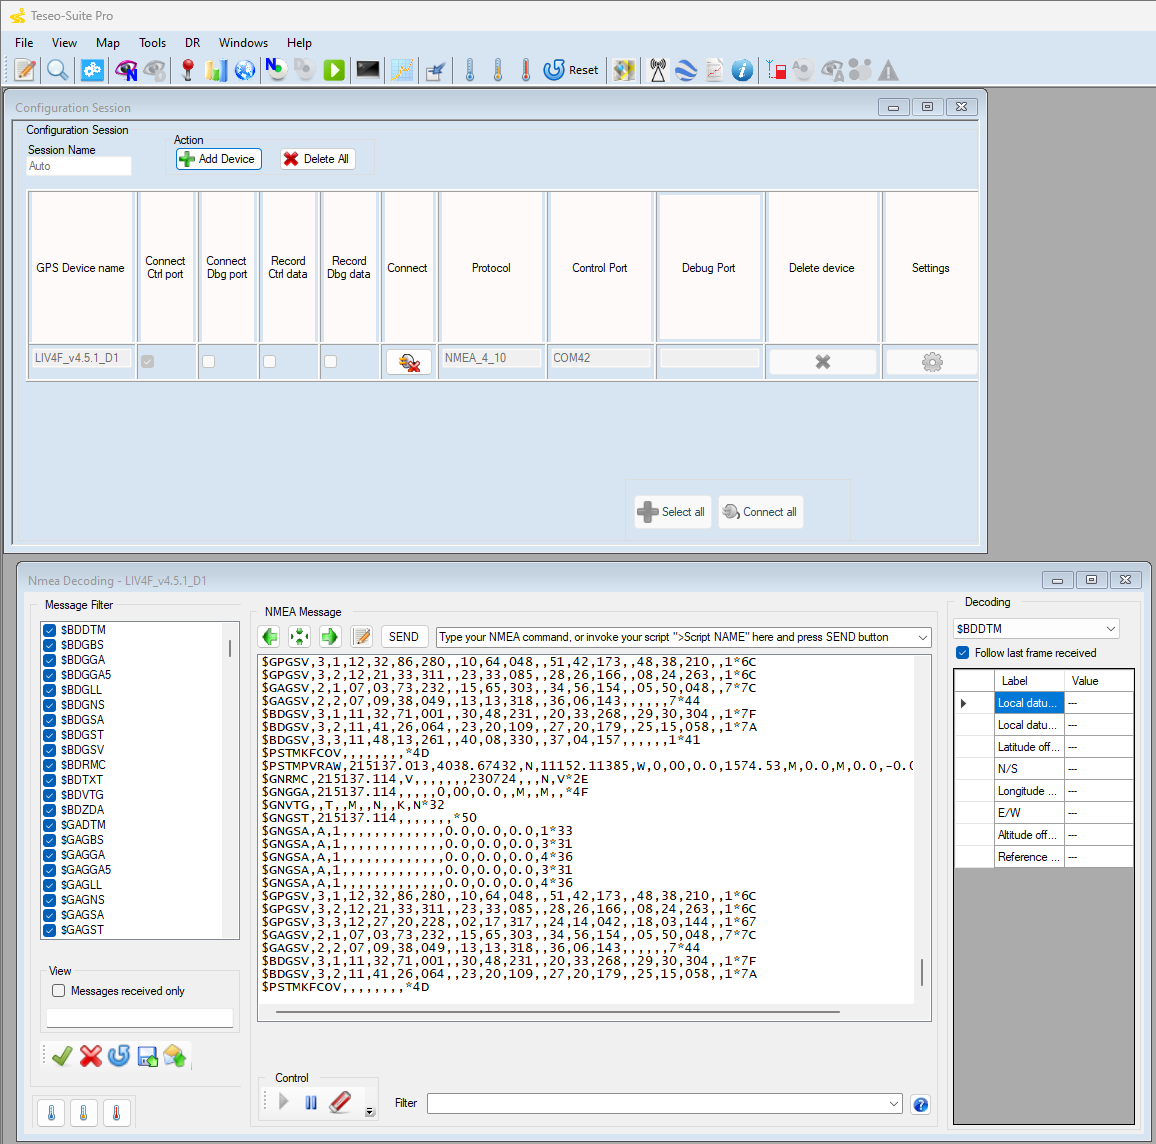 Teseo-Suite Pro
File View Map Tools DR Windows Help
Reset
Configuration Session
Configuration Session
Session Name
Auto
Action
Add Device
Delete All
GPS Device name
Connect Ctrl port
Connect Dbg port
Record Ctrl data
Record Dbg data
Connect
Protocol
Control Port
Debug Port
Delete device
Settings
LIV4F_v4.5.1_D1 NMEA_4_10 COM42
Select all
Connect all
Nmea Decoding - LIV4F_v4.5.1_D1
Message Filter
$BDDTM
$BDGBS
$BDGGA
$BDGGA5
$BDGLL
$BDGNS
$BDGSA
$BDGST
$BDGSV
$BDRMC
$BDTXT
$BDVTG
$BDZDA
$GADTM
$GAGBS
$GAGGA
$GAGGA5
$GAGLL
$GAGNS
$GAGSA
$GAGST
View
Messages received only
NMEA Message
SEND
Type your NMEA command, or invoke your script ">Script NAME" here and press SEND button
$GPGSV,3,1,12,32,86,280,,10,64,048,,51,42,173,,48,38,210,,1*6C
$GPGSV,3,2,12,21,33,311,,23,33,085,,28,26,166,,08,24,263,,1*6C
$GAGSV,2,1,07,03,73,232,,15,65,303,,34,56,154,,05,50,048,,7*7C
$GAGSV,2,2,07,09,38,049,,13,13,318,,36,06,143,,,,,,7*44
$BDGSV,3,1,11,32,71,001,,30,48,231,,20,33,268,,29,30,304,,1*7F
$BDGSV,3,2,11,41,26,064,,23,20,109,,27,20,179,,25,15,058,,1*7A
$BDGSV,3,3,11,48,13,261,,40,08,330,,37,04,157,,,,,,1*41
$PSTMKFCOV,,,,,,,,*4D
$PSTMPVRAW,215137.013,4038.67432,N,11152.11385,W,0,00,0.0,1574.53,M,0.0,M,0.0,-0.0
$GNRMC,215137.114,V,,,,,,,230724,,,N,V*2E
$GNGGA,215137.114,,,,,0,00,0.0,,M,,M,,*4F
$GNVTG,,T,,M,,N,,K,N*32
$GNGST,215137.114,,,,,,,*50
$GNGSA,A,1,,,,,,,,,,,,,0.0,0.0,0.0,1*33
$GNGSA,A,1,,,,,,,,,,,,,0.0,0.0,0.0,3*31
$GNGSA,A,1,,,,,,,,,,,,,0.0,0.0,0.0,4*36
$GNGSA,A,1,,,,,,,,,,,,,0.0,0.0,0.0,3*31
$GNGSA,A,1,,,,,,,,,,,,,0.0,0.0,0.0,4*36
$GPGSV,3,1,12,32,86,280,,10,64,048,,51,42,173,,48,38,210,,1*6C
$GPGSV,3,2,12,21,33,311,,23,33,085,,28,26,166,,08,24,263,,1*6C
$GPGSV,3,3,12,27,20,228,,02,17,317,,24,14,042,,18,03,144,,1*67
$GAGSV,2,1,07,03,73,232,,15,65,303,,34,56,154,,05,50,048,,7*7C
$GAGSV,2,2,07,09,38,049,,13,13,318,,36,06,143,,,,,,7*44
$BDGSV,3,1,11,32,71,001,,30,48,231,,20,33,268,,29,30,304,,1*7F
$BDGSV,3,2,11,41,26,064,,23,20,109,,27,20,179,,25,15,058,,1*7A
$PSTMKFCOV,,,,,,,,*4D
Control
Filter
Decoding
$BDDTM
Follow last frame received
Label Value
Local datu... ---
Local datu... ---
Latitude off... ---
N/S ---
Longitude ... ---
E/W ---
Altitude off... ---
Reference ... ---